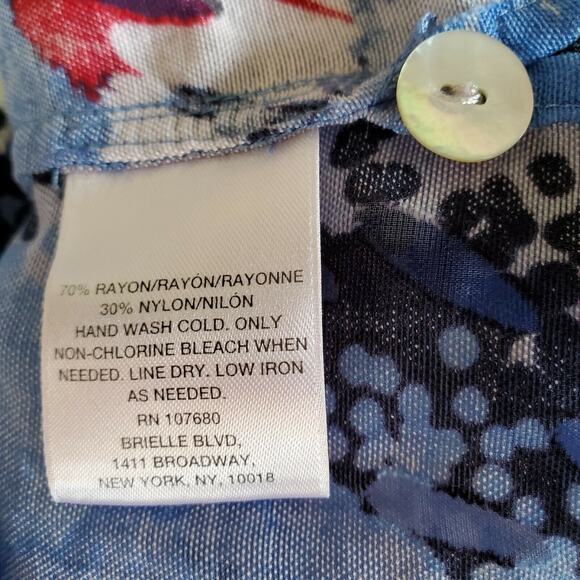 70% RAYON/RAYÓN/RAYONNE
30% NYLON/NILÓN
HAND WASH COLD. ONLY
NON-CHLORINE BLEACH WHEN
NEEDED. LINE DRY. LOW IRON
AS NEEDED.
RN 107680
BRIELLE BLVD,
1411 BROADWAY,
NEW YORK, NY, 10018